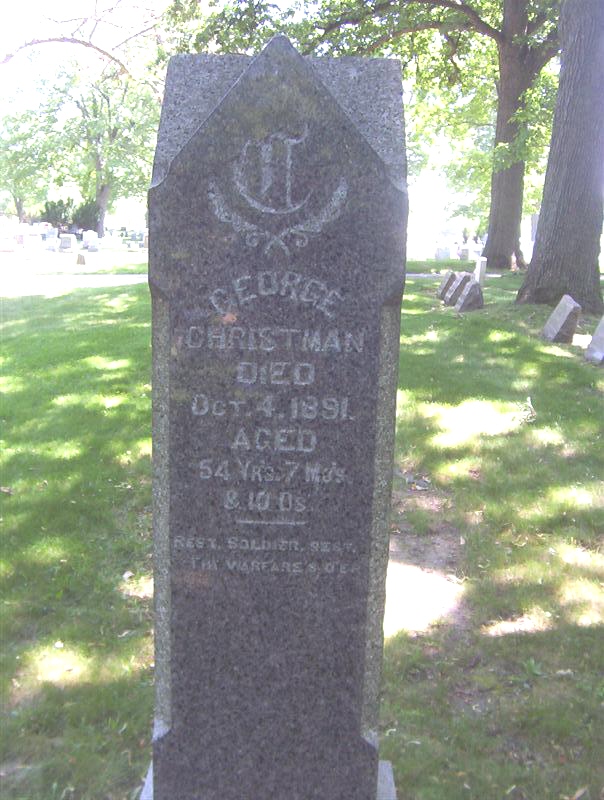 C
GEORGE
CHRISTMAN
DIED
OCT. 4, 1891.
AGED
54 YRS. 7 MOS.
& 10 DS.
REST, SOLDIER, REST,
THY WARFARE'S O'ER